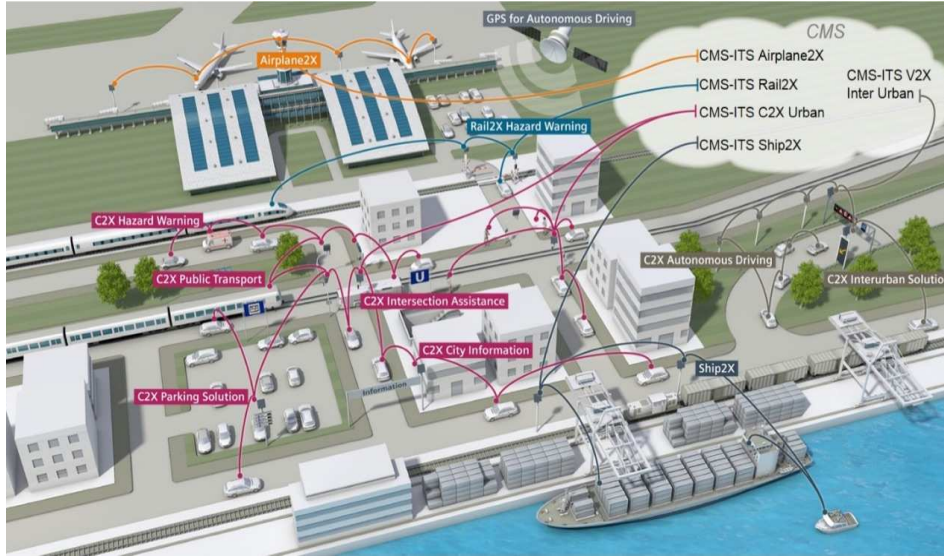 GPS for Autonomous Driving
CMS
Airplane2X
CMS-ITS Airplane2X
CMS-ITS V2X
Inter Urban
CMS-ITS Rail2X
CMS-ITS C2X Urban
Rail2X Hazard Warning
CMS-ITS Ship2X
C2X Hazard Warning
C2X Autonomous Driving
C2X Public Transport
U
C2X Interurban Solutio
C2X Intersection Assistance
C2X City Information
Ship2X
Information
C2X Parking Solution